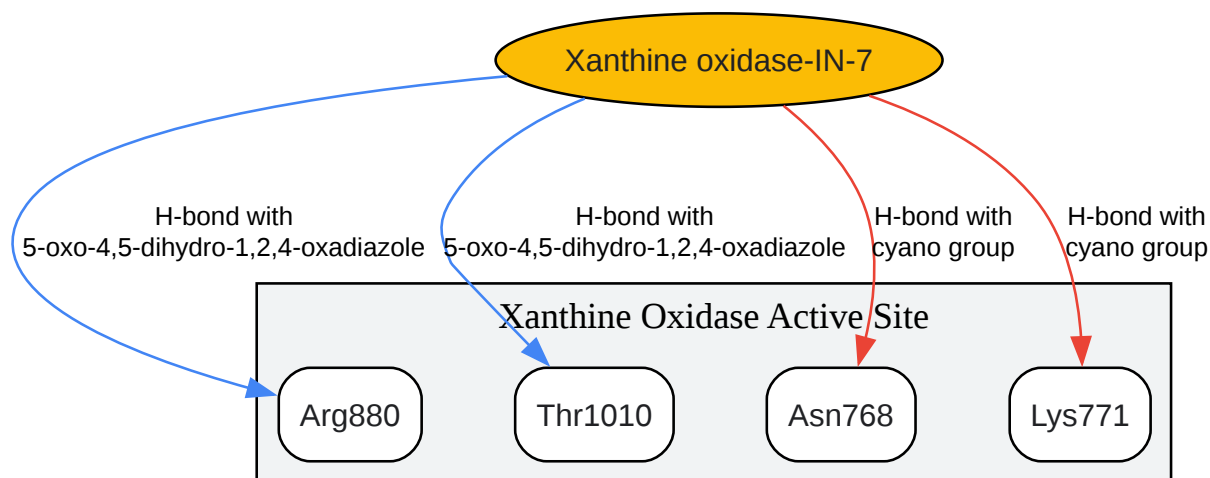 Xanthine oxidase-IN-7
H-bond with
5-oxo-4,5-dihydro-1,2,4-oxadiazole
H-bond with
5-oxo-4,5-dihydro-1,2,4-oxadiazole
H-bond with
cyano group
H-bond with
cyano group
Xanthine Oxidase Active Site
Arg880
Thr1010
Asn768
Lys771